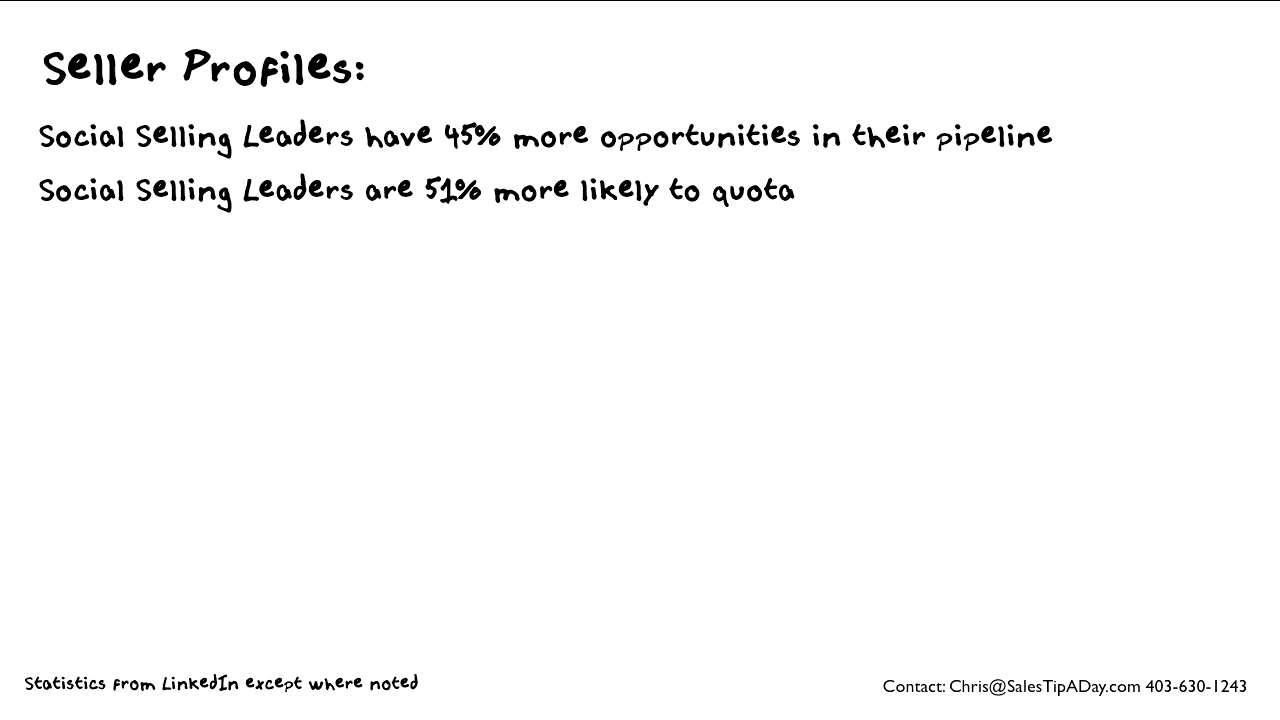 Seller Profiles:
Social Selling Leaders have 45% more opportunities in their pipeline
Social Selling Leaders are 51% more likely to quota
Statistics from LinkedIn except where noted
Contact: Chris@SalesTipADay.com 403-630-1243